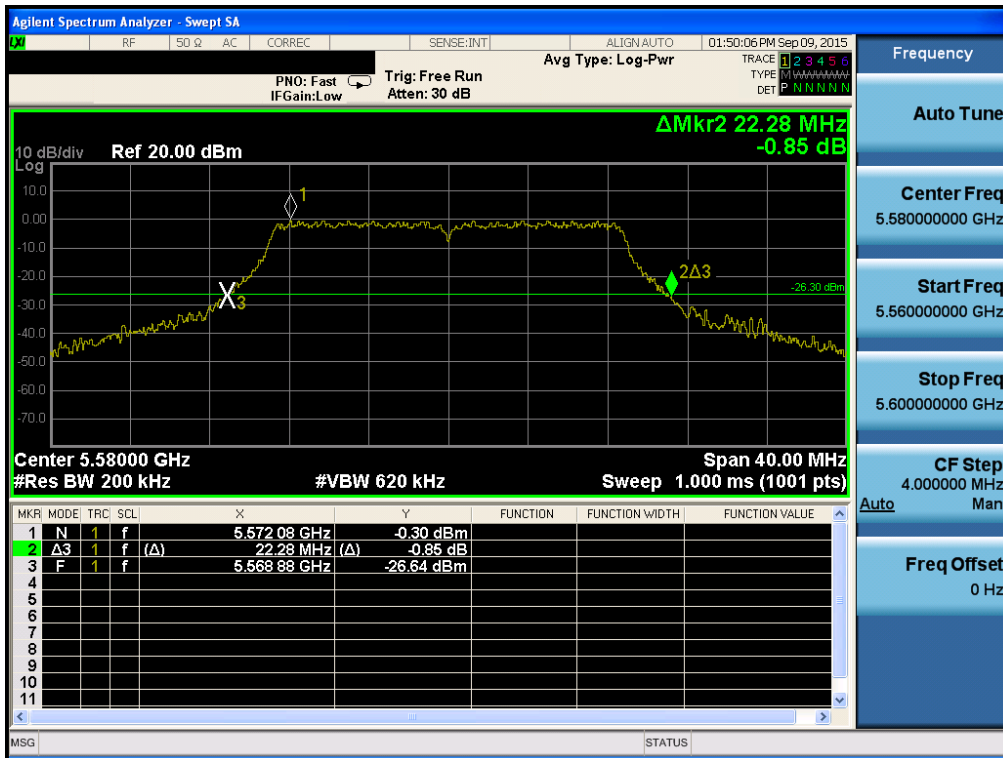 Agilent Spectrum Analyzer - Swept SA
LXI RF 50 Ω AC CORREC SENSE:INT ALIGN AUTO 01:50:06 PM Sep 09, 2015
Frequency
Avg Type: Log-Pwr
TRACE 1 2 3 4 5 6
PNO: Fast Trig: Free Run
TYPE M WWWWW
IFGain:Low Atten: 30 dB
DET P N N N N N
Auto Tune
ΔMkr2 22.28 MHz
10 dB/div Ref 20.00 dBm -0.85 dB
Log
10.0
0.00
-10.0
-20.0
-30.0
-40.0
-50.0
-60.0
-70.0
1
2Δ3
-26.30 dBm
3
Center Freq
5.580000000 GHz
Start Freq
5.560000000 GHz
Stop Freq
5.600000000 GHz
Center 5.58000 GHz Span 40.00 MHz
#Res BW 200 kHz #VBW 620 kHz Sweep 1.000 ms (1001 pts)
CF Step
4.000000 MHz
Auto Man
MKR MODE TRC SCL X Y FUNCTION FUNCTION WIDTH FUNCTION VALUE
1 N 1 f 5.572 08 GHz -0.30 dBm
2 Δ3 1 f (Δ) 22.28 MHz (Δ) -0.85 dB
3 F 1 f 5.568 88 GHz -26.64 dBm
4
5
6
7
8
9
10
11
Freq Offset
0 Hz
MSG STATUS